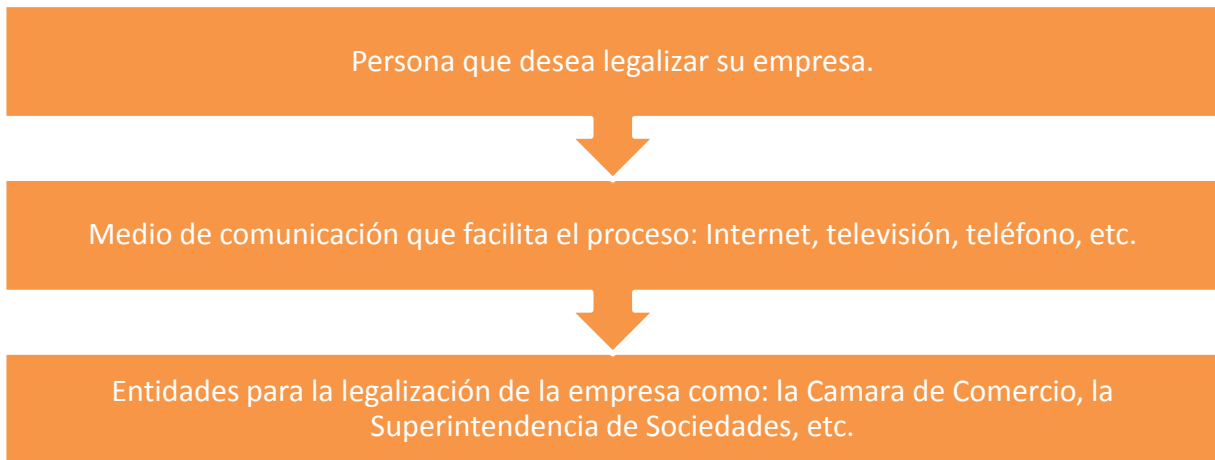 Persona que desea legalizar su empresa.
Medio de comunicación que facilita el proceso: Internet, televisión, teléfono, etc.
Entidades para la legalización de la empresa como: la Camara de Comercio, la
Superintendencia de Sociedades, etc.